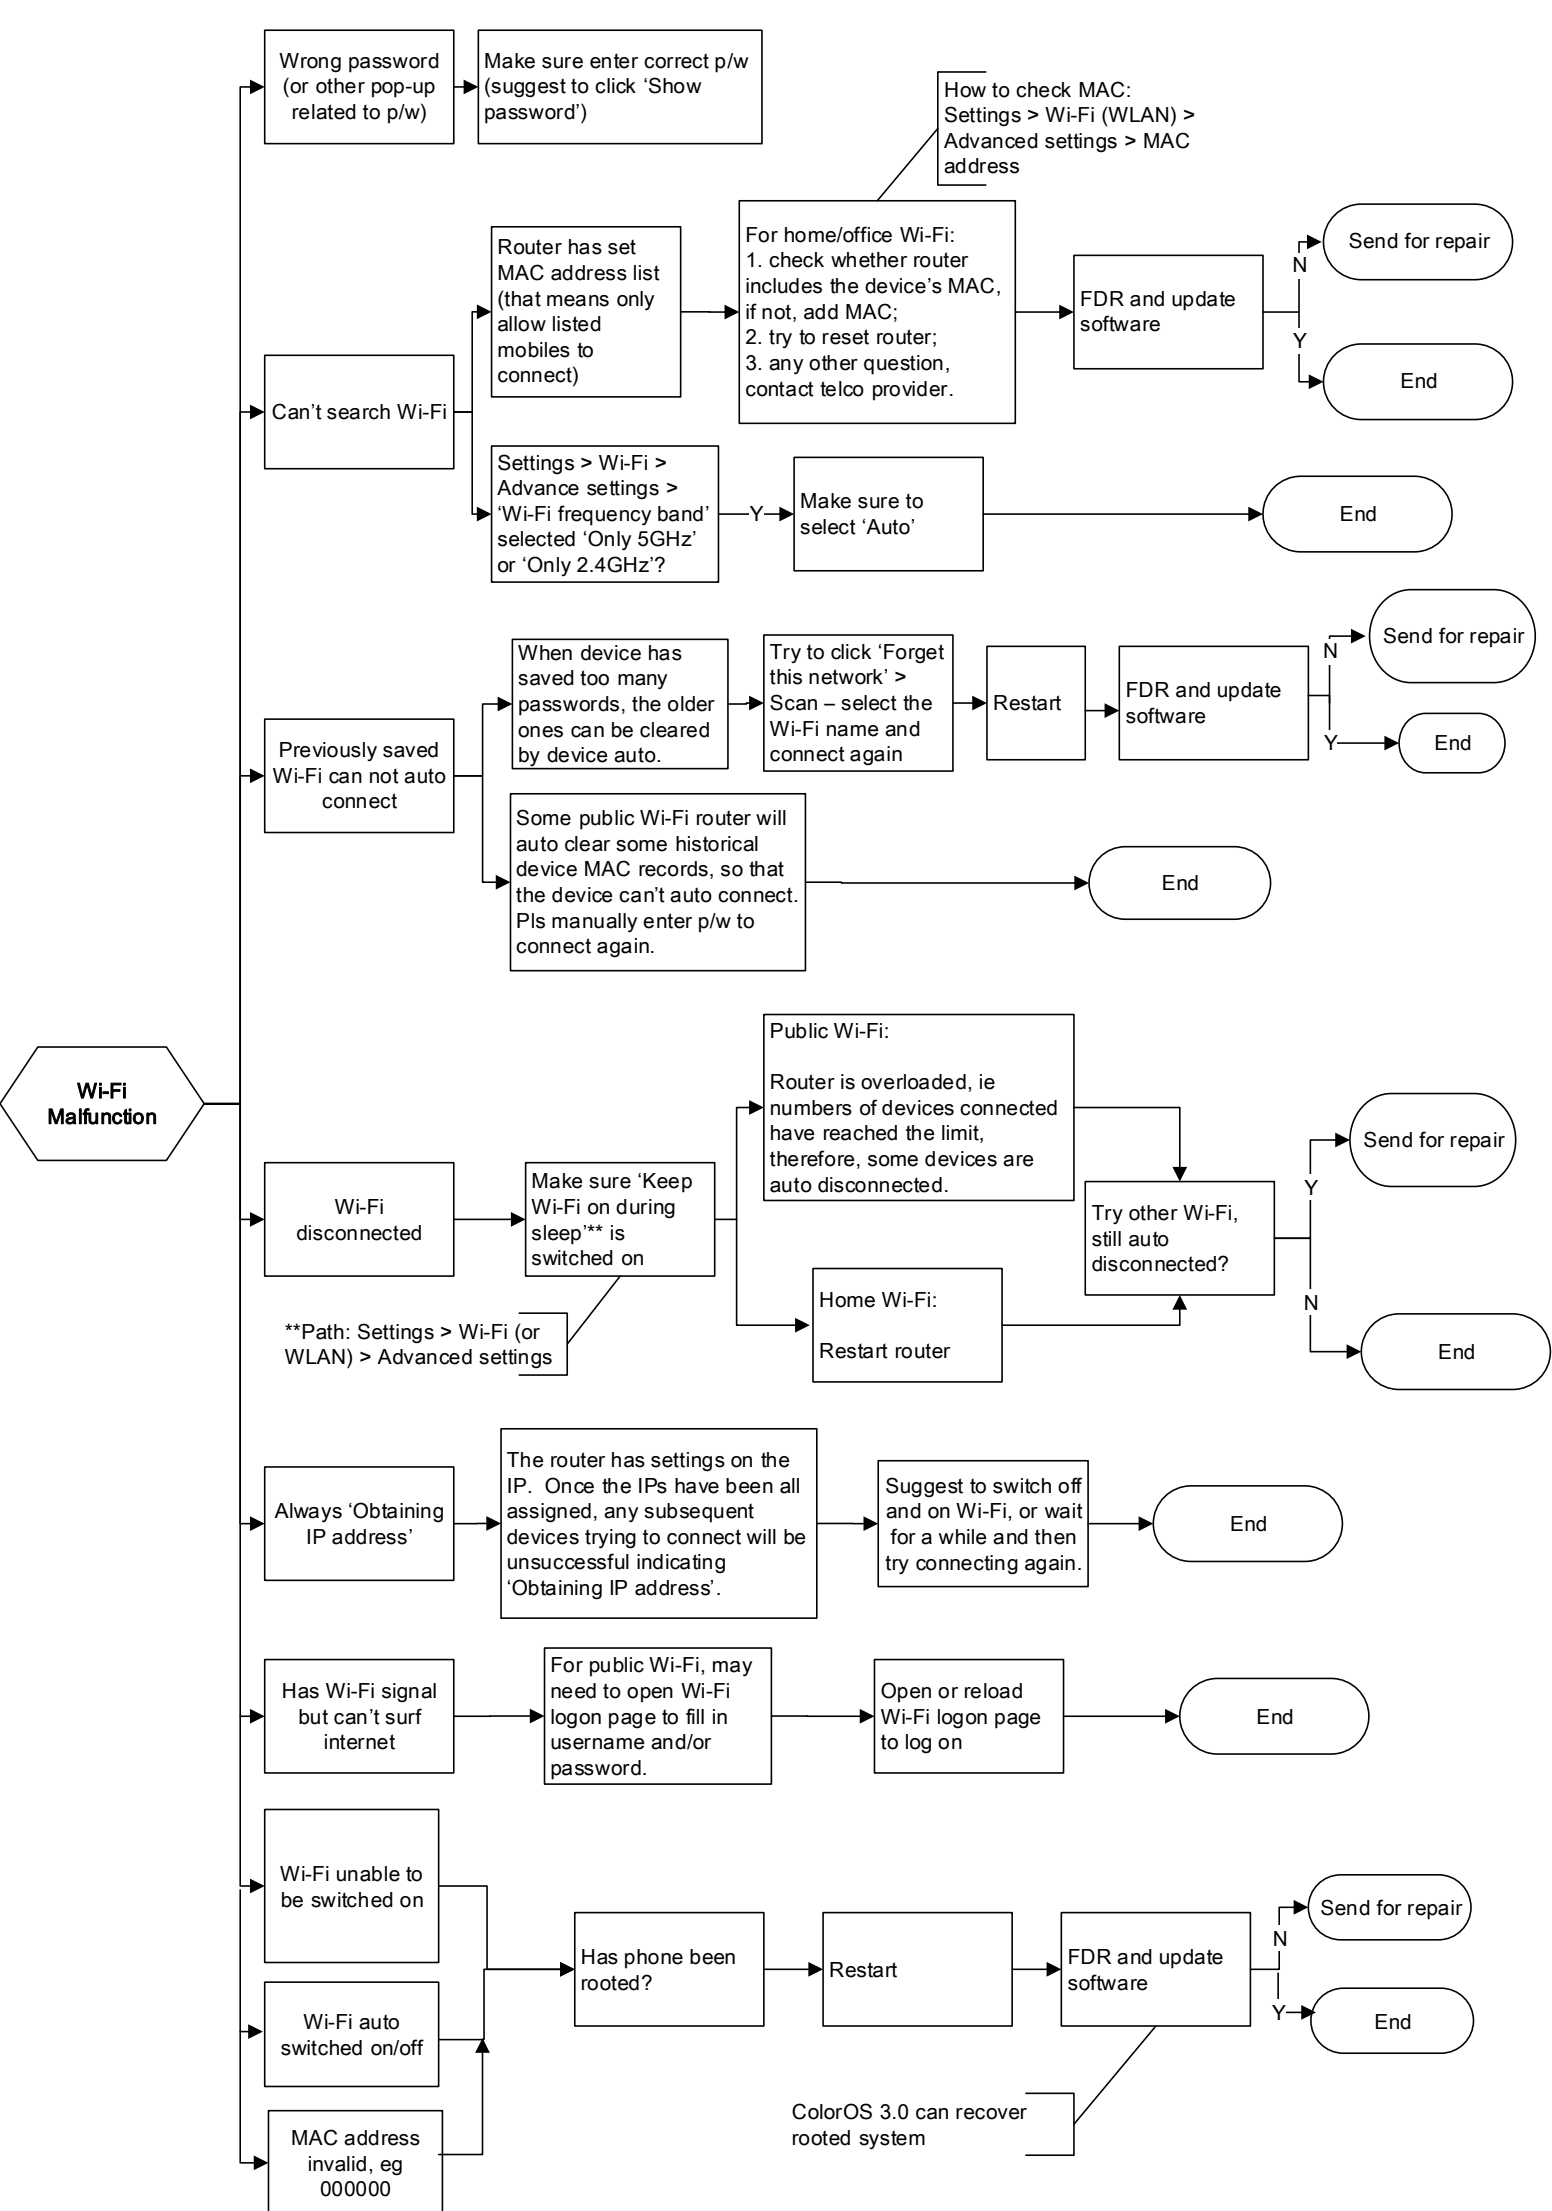 Wrong password
(or other pop-up
related to p/w)
Make sure enter correct p/w
(suggest to click ‘Show
password’)
How to check MAC:
Settings > Wi-Fi (WLAN) >
Advanced settings > MAC
address
Can’t search Wi-Fi
Router has set
MAC address list
(that means only
allow listed
mobiles to
connect)
For home/office Wi-Fi:
1. check whether router
includes the device’s MAC,
if not, add MAC;
2. try to reset router;
3. any other question,
contact telco provider.
FDR and update
software
N
Send for repair
Y
End
Settings > Wi-Fi >
Advance settings >
‘Wi-Fi frequency band’
selected ‘Only 5GHz’
or ‘Only 2.4GHz’?
Y
Make sure to
select ‘Auto’
End
Previously saved
Wi-Fi can not auto
connect
When device has
saved too many
passwords, the older
ones can be cleared
by device auto.
Try to click ‘Forget
this network’ >
Scan – select the
Wi-Fi name and
connect again
Restart
FDR and update
software
N
Send for repair
Y
End
Some public Wi-Fi router will
auto clear some historical
device MAC records, so that
the device can’t auto connect.
Pls manually enter p/w to
connect again.
End
Wi-Fi
Malfunction
Wi-Fi
disconnected
Make sure ‘Keep
Wi-Fi on during
sleep’** is
switched on
**Path: Settings > Wi-Fi (or
WLAN) > Advanced settings
Public Wi-Fi:
Router is overloaded, ie
numbers of devices connected
have reached the limit,
therefore, some devices are
auto disconnected.
Home Wi-Fi:
Restart router
Try other Wi-Fi,
still auto
disconnected?
Y
Send for repair
N
End
Always ‘Obtaining
IP address’
The router has settings on the
IP.  Once the IPs have been all
assigned, any subsequent
devices trying to connect will be
unsuccessful indicating
‘Obtaining IP address’.
Suggest to switch off
and on Wi-Fi, or wait
for a while and then
try connecting again.
End
Has Wi-Fi signal
but can’t surf
internet
For public Wi-Fi, may
need to open Wi-Fi
logon page to fill in
username and/or
password.
Open or reload
Wi-Fi logon page
to log on
End
Wi-Fi unable to
be switched on
Wi-Fi auto
switched on/off
MAC address
invalid, eg
000000
Has phone been
rooted?
Restart
FDR and update
software
N
Send for repair
Y
End
ColorOS 3.0 can recover
rooted system